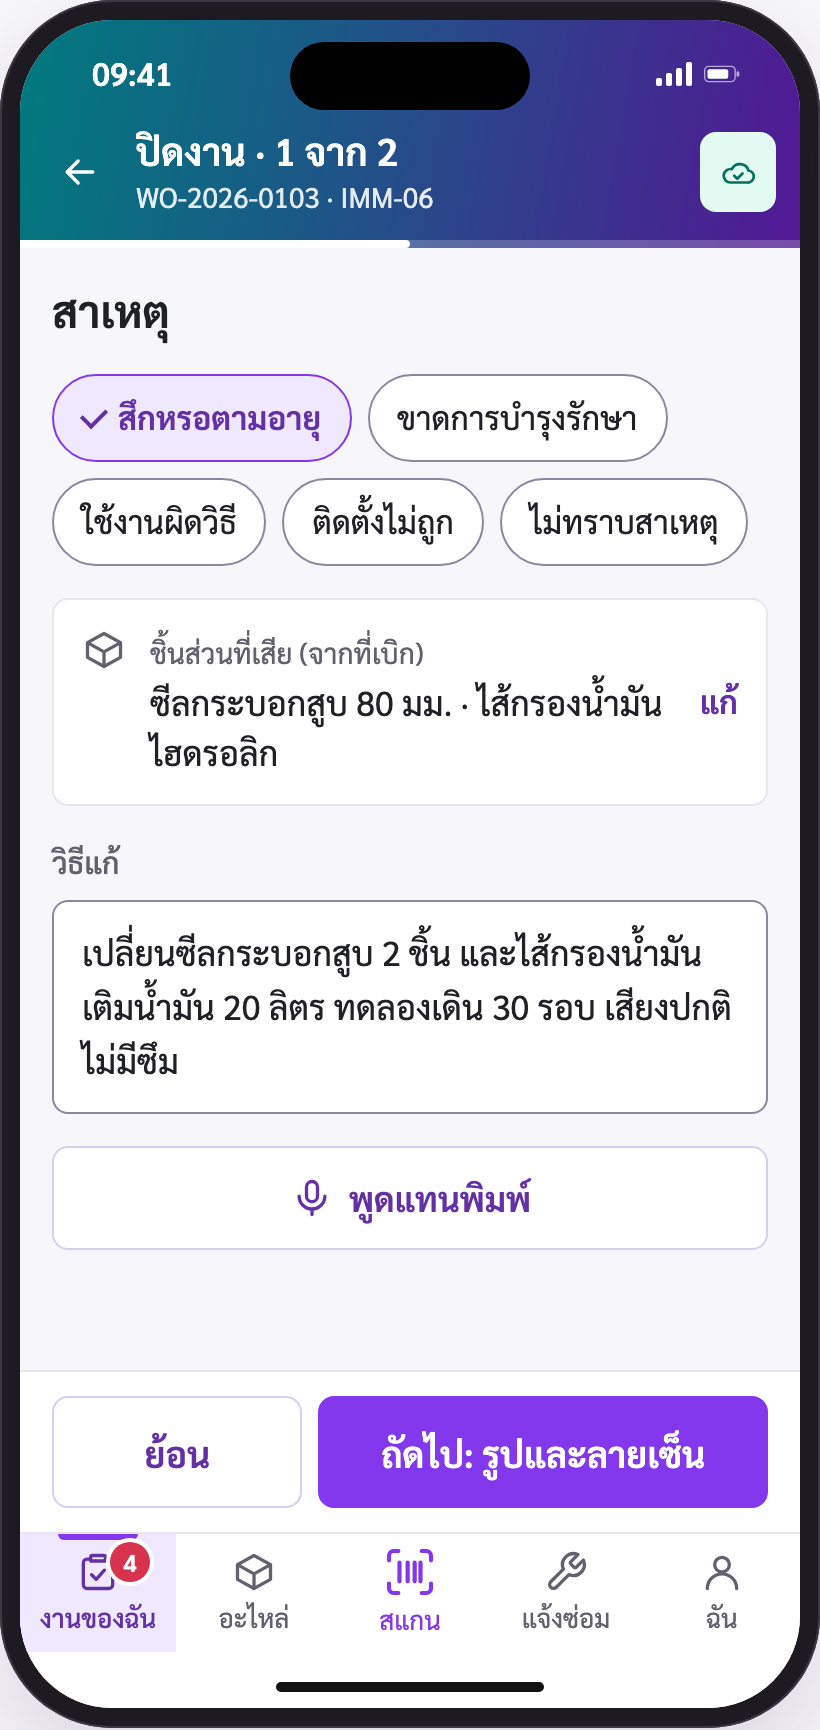 09:41
ปิดงาน · 1 จาก 2
WO-2026-0103 · IMM-06
สาเหตุ
สึกหรอตามอายุ
ขาดการบำรุงรักษา
ใช้งานผิดวิธี
ติดตั้งไม่ถูก
ไม่ทราบสาเหตุ
ชิ้นส่วนที่เสีย (จากที่เบิก)
ซีลกระบอกสูบ 80 มม. · ไส้กรองน้ำมัน
ไฮดรอลิก
แก้
วิธีแก้
เปลี่ยนซีลกระบอกสูบ 2 ชิ้น และไส้กรองน้ำมัน
เติมน้ำมัน 20 ลิตร ทดลองเดิน 30 รอบ เสียงปกติ
ไม่มีซึม
พูดแทนพิมพ์
ย้อน
ถัดไป: รูปและลายเซ็น
4
งานของฉัน
อะไหล่
สแกน
แจ้งซ่อม
ฉัน